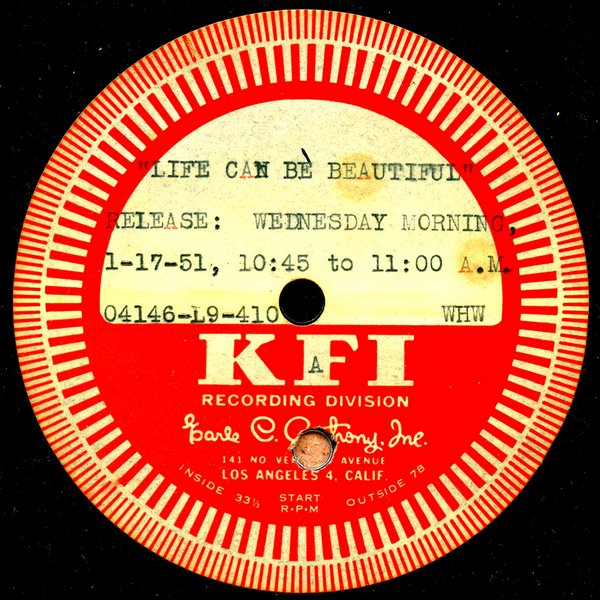 "LIFE CAN BE BEAUTIFUL"
RELEASE: WEDNESDAY MORNING,
1-17-51, 10:45 to 11:00 A.M.
04146-L9-410 WHW
KFI
A
RECORDING DIVISION
Earle C. Anthony, Inc.
141 NO AVENUE
LOS ANGELES 4, CALIF.
INSIDE 33⅓ START OUTSIDE 78
R·P·M